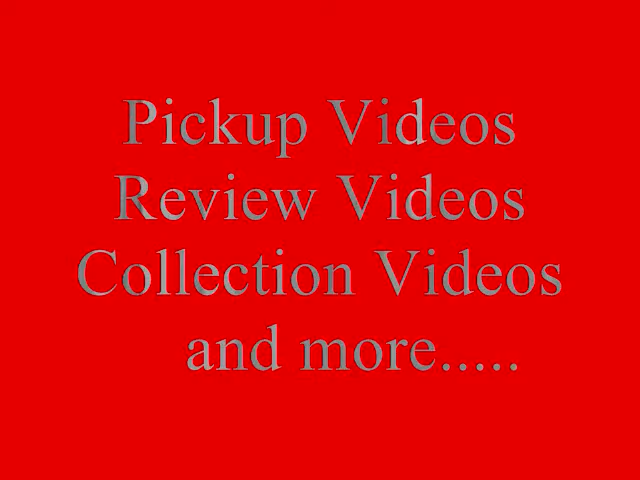 Pickup Videos
Review Videos
Collection Videos
and more.....